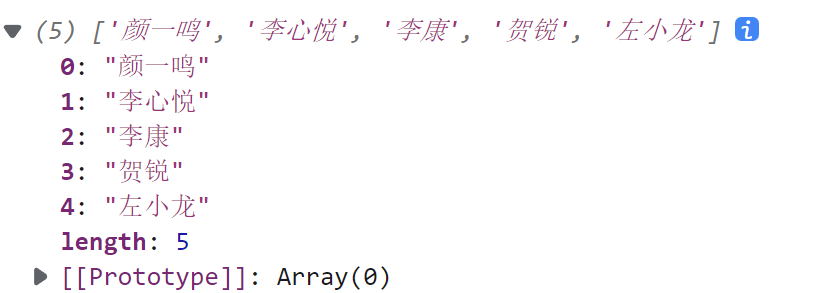 (5) ['颜一鸣', '李心悦', '李康', '贺锐', '左小龙'] i
0: "颜一鸣"
1: "李心悦"
2: "李康"
3: "贺锐"
4: "左小龙"
length: 5
[[Prototype]]: Array(0)